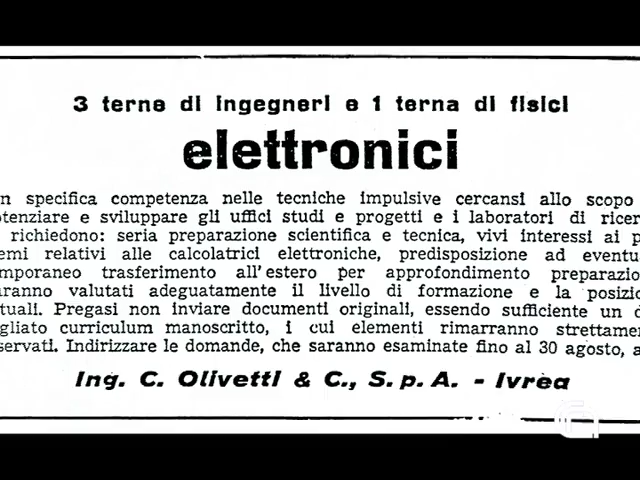 3 terne di ingegneri e 1 terna di fisici
elettronici
n specifica competenza nelle tecniche impulsive cercansi allo scopo
tenziare e sviluppare gli uffici studi e progetti e i laboratori di ricer
richiedono: seria preparazione scientifica e tecnica, vivi interessi ai p
emi relativi alle calcolatrici elettroniche, predisposizione ad eventu
mporaneo trasferimento all'estero per approfondimento preparazio
aranno valutati adeguatamente il livello di formazione e la posizio
tuali. Pregasi non inviare documenti originali, essendo sufficiente un d
gliato curriculum manoscritto, i cui elementi rimarranno strettame
servati. Indirizzare le domande, che saranno esaminate fino al 30 agosto, a
Ing. C. Olivetti & C., S. p. A. - Ivrea